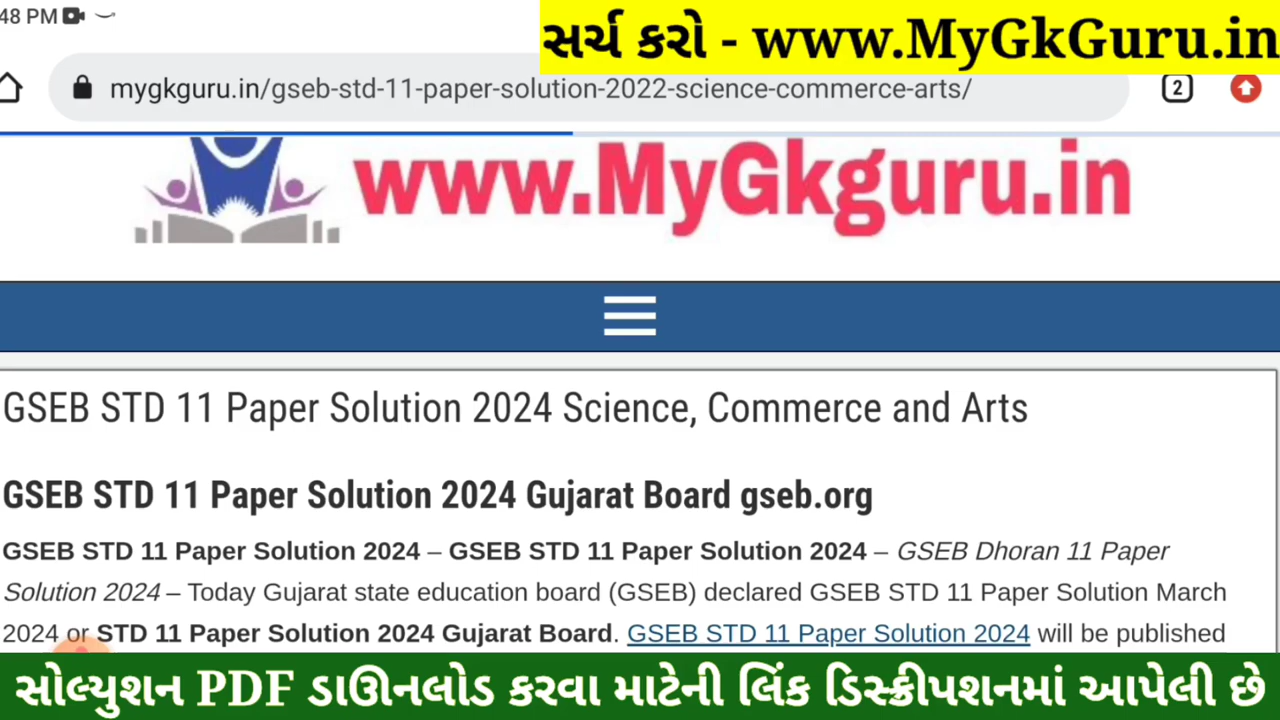 48 PM
સર્ચ કરો - www.MyGkGuru.in
mygkguru.in/gseb-std-11-paper-solution-2022-science-commerce-arts/
2
www.MyGkguru.in
GSEB STD 11 Paper Solution 2024 Science, Commerce and Arts
GSEB STD 11 Paper Solution 2024 Gujarat Board gseb.org
GSEB STD 11 Paper Solution 2024 – GSEB STD 11 Paper Solution 2024 – GSEB Dhoran 11 Paper
Solution 2024 – Today Gujarat state education board (GSEB) declared GSEB STD 11 Paper Solution March
2024 or STD 11 Paper Solution 2024 Gujarat Board. GSEB STD 11 Paper Solution 2024 will be published
સોલ્યુશન PDF ડાઊનલોડ કરવા માટેની લિંક ડિસ્ક્રીપશનમાં આપેલી છે